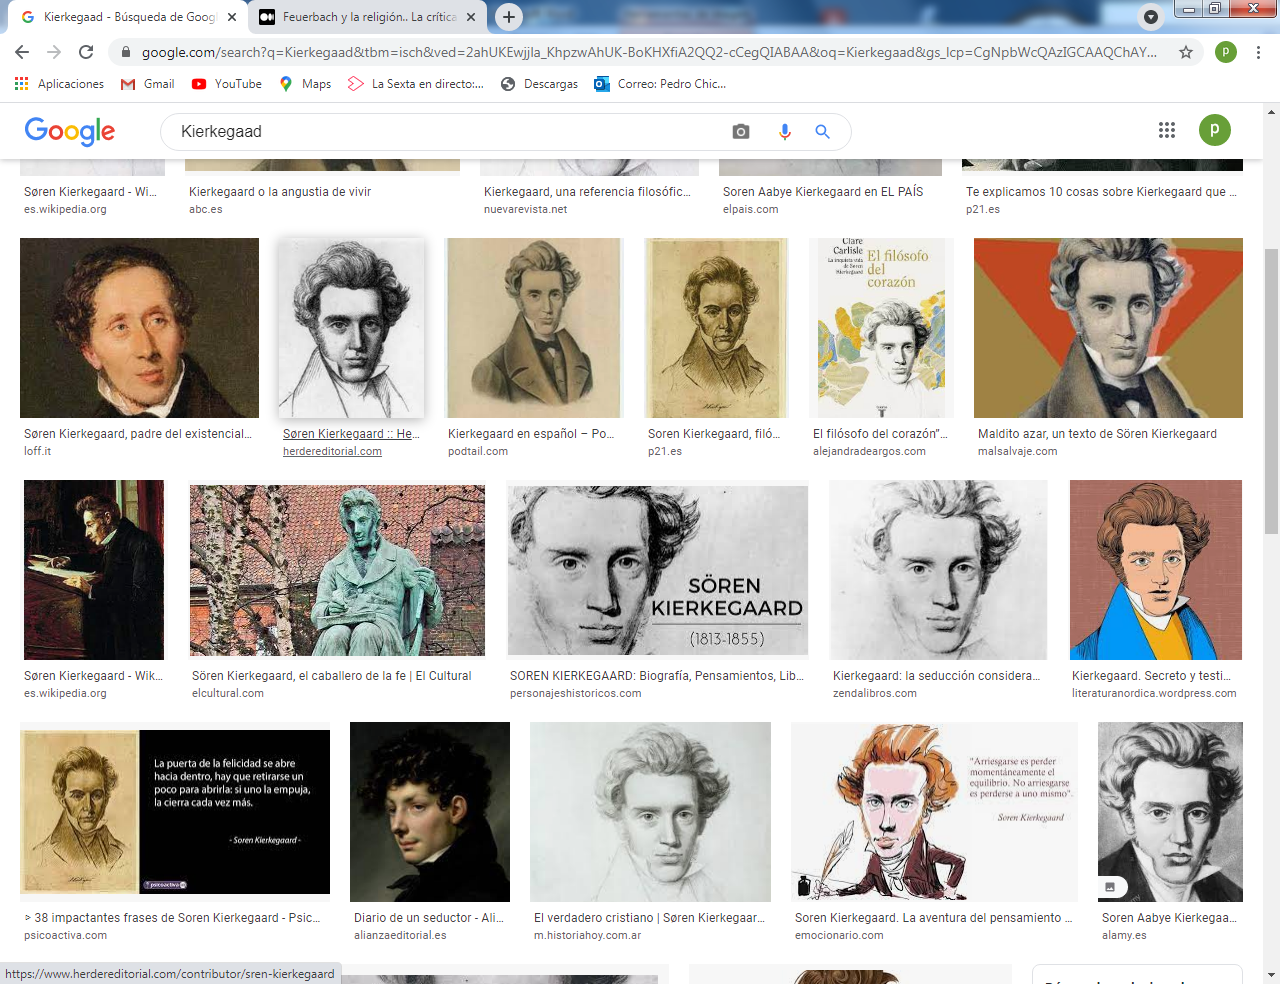 Kierkegaad - Búsqueda de Googl
Feuerbach y la religión.. La crítica
google.com/search?q=Kierkegaad&tbm=isch&ved=2ahUKEwjjla_KhpzwAhUK-BoKHXfiA2QQ2-cCegQIABAA&oq=Kierkegaad&gs_lcp=CgNpbWcQAzIGCAAQChAY...
P
Aplicaciones
Gmail
YouTube
Maps
La Sexta en directo:...
Descargas
Correo: Pedro Chic...
Google
Kierkegaad
p
Søren Kierkegaard - Wi...
es.wikipedia.org
Kierkegaard o la angustia de vivir
abc.es
Kierkegaard, una referencia filosófic...
nuevarevista.net
Soren Aabye Kierkegaard en EL PAÍS
elpais.com
Te explicamos 10 cosas sobre Kierkegaard que ...
p21.es
Clare
Carlisle
La inquieta vida
de Soren
Kierkegaard
El filósofo
del
corazón
Søren Kierkegaard, padre del existencial...
loff.it
Søren Kierkegaard :: He...
herdereditorial.com
Kierkegaard en español – Po...
podtail.com
Soren Kierkegaard, filó...
p21.es
El filósofo del corazón”...
alejandradeargos.com
Maldito azar, un texto de Sören Kierkegaard
malsalvaje.com
SÖREN
KIERKEGAARD
(1813-1855)
Søren Kierkegaard - Wik...
es.wikipedia.org
Sören Kierkegaard, el caballero de la fe | El Cultural
elcultural.com
SOREN KIERKEGAARD: Biografía, Pensamientos, Lib...
personajeshistoricos.com
Kierkegaard: la seducción considera...
zendalibros.com
Kierkegaard. Secreto y testi...
literaturanordica.wordpress.com
La puerta de la felicidad se abre
hacia dentro, hay que retirarse un
poco para abrirla: si uno la empuja,
la cierra cada vez más.
- Soren Kierkegaard -
psicoactiva
"Arriesgarse es perder
momentáneamente el
equilibrio. No arriesgarse
es perderse a uno mismo".
Soren Kierkegaard
▷ 38 impactantes frases de Soren Kierkegaard - Psic...
psicoactiva.com
Diario de un seductor - Ali...
alianzaeditorial.es
El verdadero cristiano | Søren Kierkegaar...
m.historiahoy.com.ar
Soren Kierkegaard. La aventura del pensamiento ...
emocionario.com
Soren Aabye Kierkegaa...
alamy.es
https://www.herdereditorial.com/contributor/sren-kierkegaard